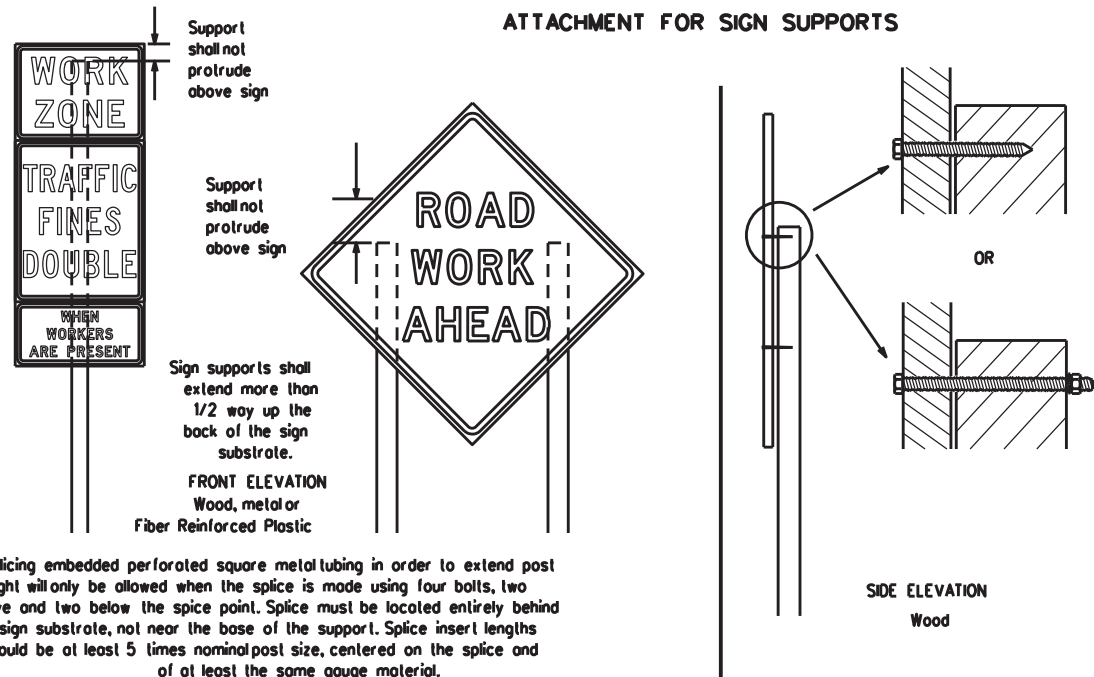 ATTACHMENT FOR SIGN SUPPORTS
Support
shall not
protrude
above sign
WORK
ZONE
TRAFFIC
FINES
DOUBLE
WHEN
WORKERS
ARE PRESENT
Support
shall not
protrude
above sign
ROAD
WORK
AHEAD
Sign supports shall
extend more than
1/2 way up the
back of the sign
substrate.
FRONT ELEVATION
Wood, metal or
Fiber Reinforced Plastic
OR
SIDE ELEVATION
Wood
embedded perforated square metal tubing in order to extend post
will only be allowed when the splice is made using four bolts, two
and two below the spice point. Splice must be located entirely behind
sign substrate, not near the base of the support. Splice insert lengths
be at least 5 times nominal post size, centered on the splice and
of at least the same gauge material.